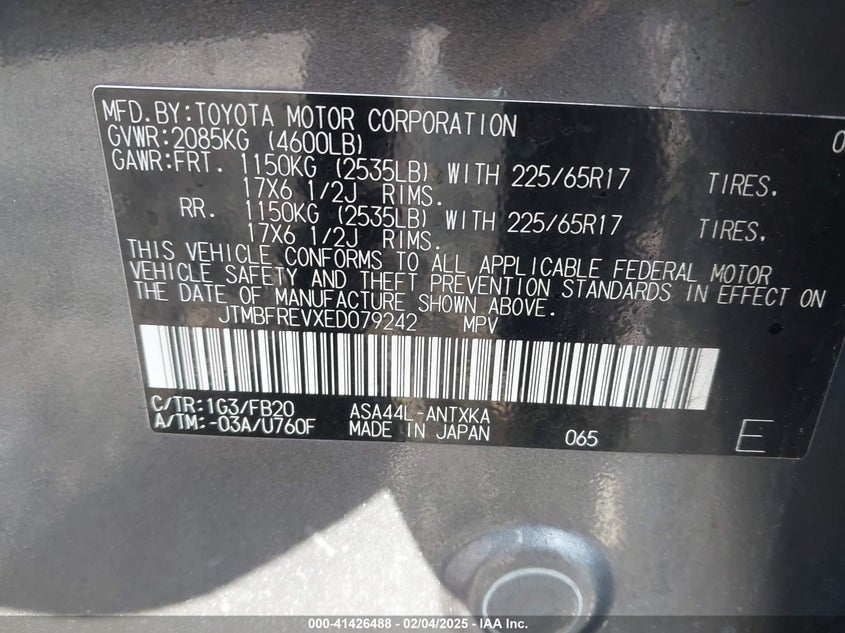 MFD.BY:TOYOTA MOTOR CORPORATION
GVWR:2085KG (4600LB) 0
GAWR:FRT. 1150KG (2535LB) WITH 225/65R17 TIRES.
17X6 1/2J RIMS.
RR. 1150KG (2535LB) WITH 225/65R17 TIRES.
17X6 1/2J RIMS.
THIS VEHICLE CONFORMS TO ALL APPLICABLE FEDERAL MOTOR
VEHICLE SAFETY AND THEFT PREVENTION STANDARDS IN EFFECT ON
THE DATE OF MANUFACTURE SHOWN ABOVE.
JTMBFREVXED079242 MPV
C/TR:1G3/FB20 ASA44L-ANTXKA
A/TM:-03A/U760F MADE IN JAPAN 065 E
000-41426488 - 02/04/2025 - IAA Inc.